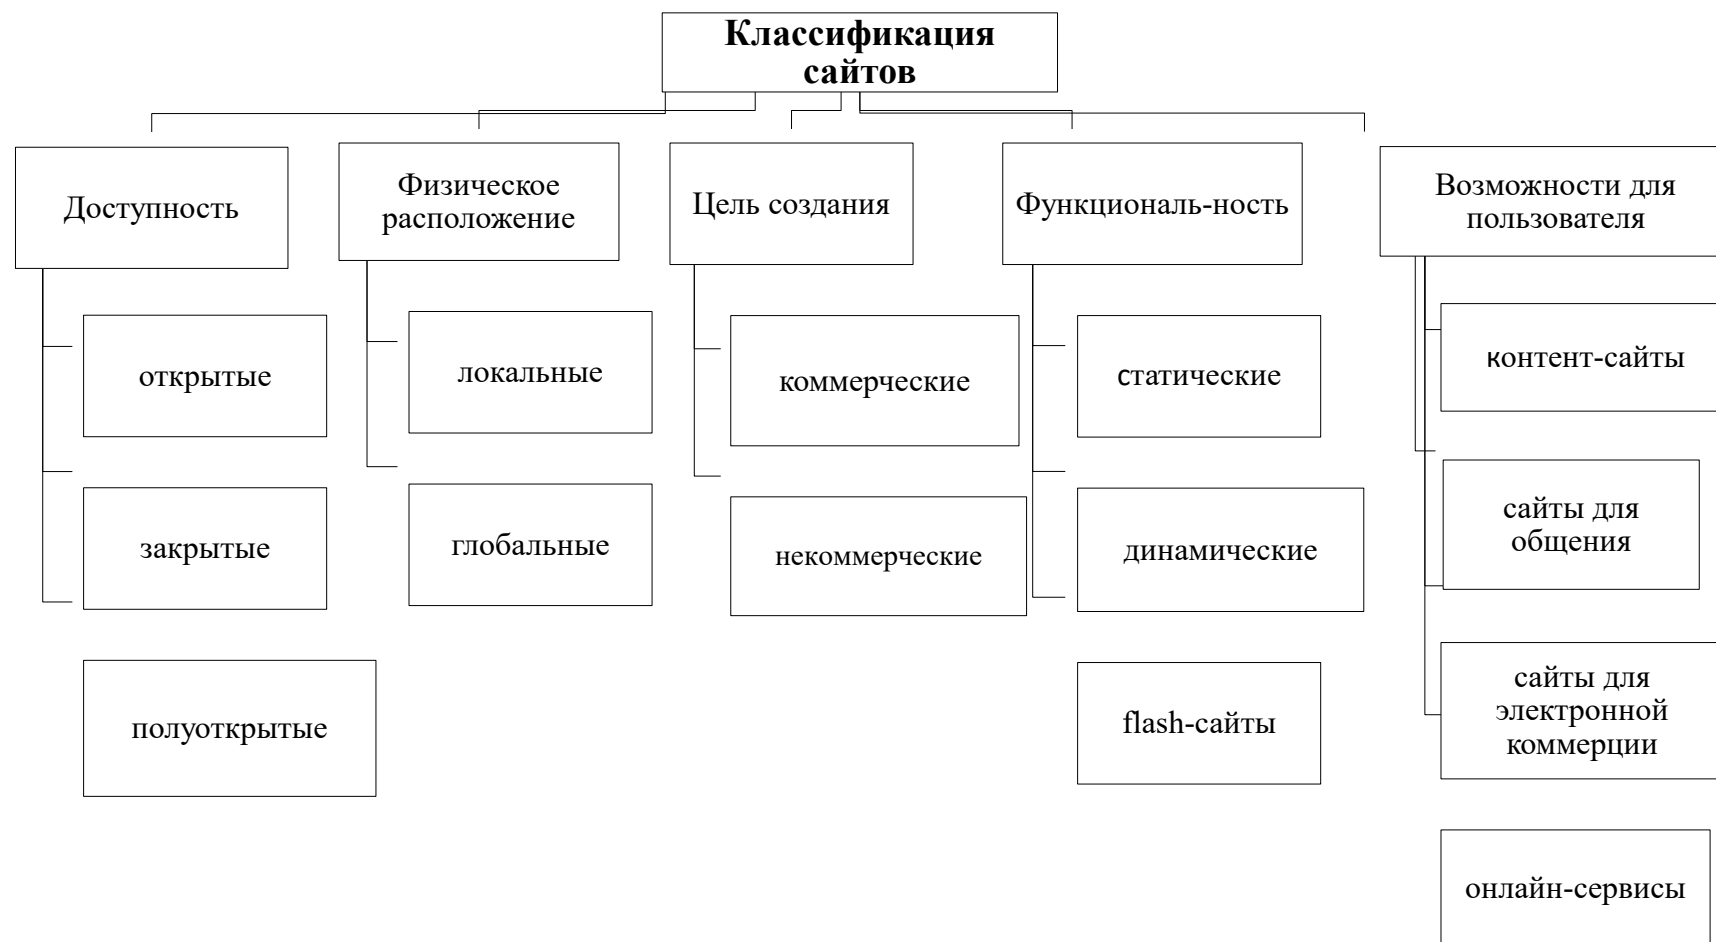 Классификация
сайтов
Доступность
открытые
закрытые
полуоткрытые
Физическое
расположение
локальные
глобальные
Цель создания
коммерческие
некоммерческие
Функциональ-ность
статические
динамические
flash-сайты
Возможности для
пользователя
контент-сайты
сайты для
общения
сайты для
электронной
коммерции
онлайн-сервисы